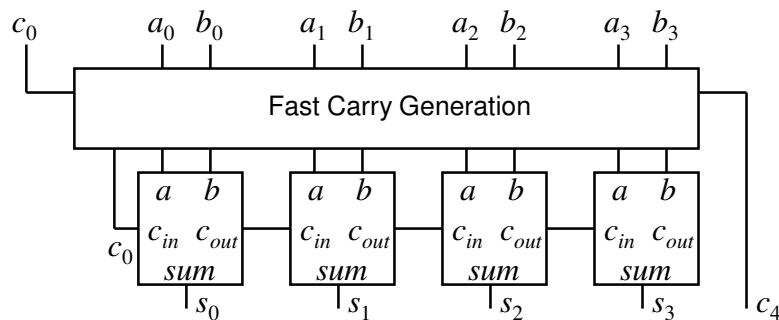 c₀ a₀ b₀ a₁ b₁ a₂ b₂ a₃ b₃
Fast Carry Generation
a b a b a b a b
c₀ cᵢₙ cₒᵤₜ cᵢₙ cₒᵤₜ cᵢₙ cₒᵤₜ cᵢₙ cₒᵤₜ
sum sum sum sum
s₀ s₁ s₂ s₃ c₄